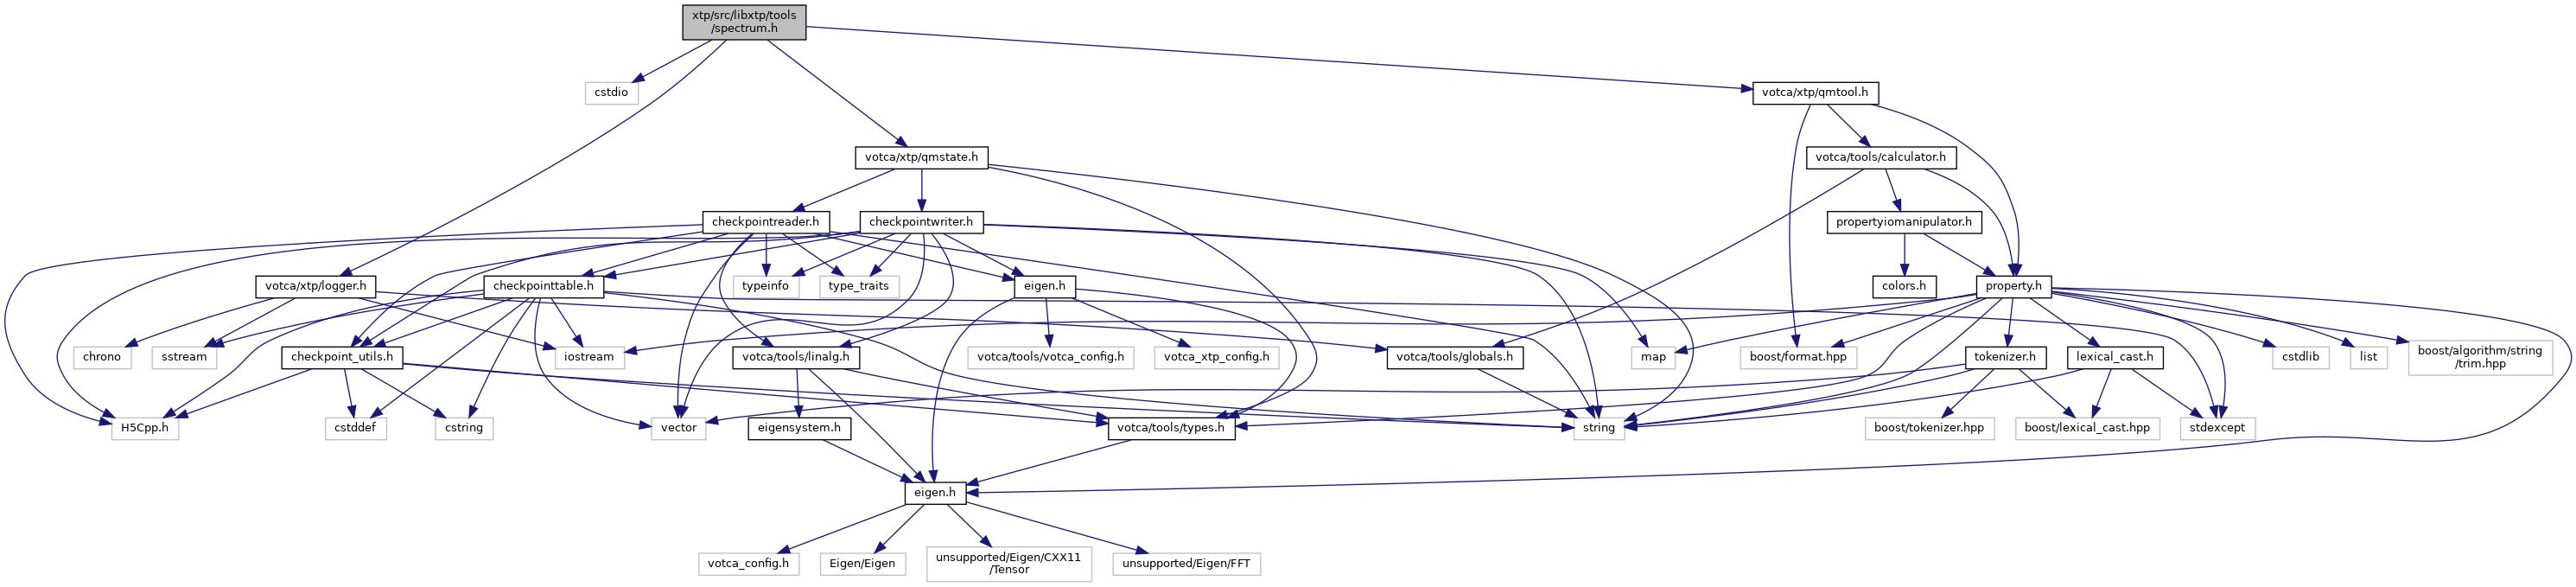 xtp/src/libxtp/tools
/spectrum.h
cstdio
votca/xtp/qmtool.h
votca/xtp/qmstate.h
votca/tools/calculator.h
checkpointreader.h
checkpointwriter.h
propertyiomanipulator.h
votca/xtp/logger.h
checkpointtable.h
typeinfo
type_traits
eigen.h
colors.h
property.h
chrono
sstream
checkpoint_utils.h
iostream
votca/tools/linalg.h
votca/tools/votca_config.h
votca_xtp_config.h
votca/tools/globals.h
map
boost/format.hpp
tokenizer.h
lexical_cast.h
cstdlib
list
boost/algorithm/string
/trim.hpp
H5Cpp.h
cstddef
cstring
vector
eigensystem.h
votca/tools/types.h
string
boost/tokenizer.hpp
boost/lexical_cast.hpp
stdexcept
eigen.h
votca_config.h
Eigen/Eigen
unsupported/Eigen/CXX11
/Tensor
unsupported/Eigen/FFT